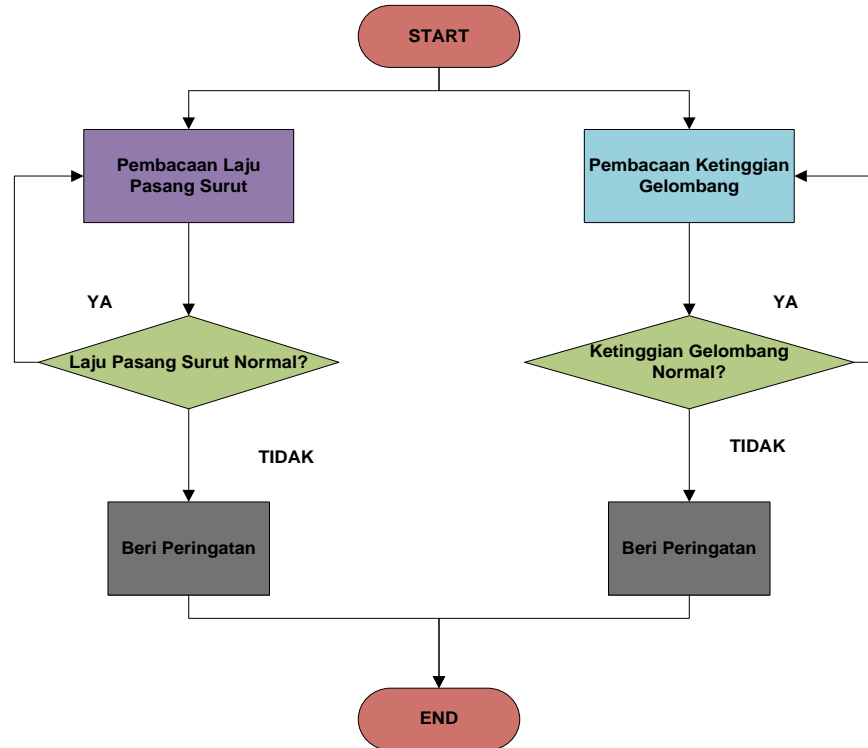 START
Pembacaan Laju
Pasang Surut
Pembacaan Ketinggian
Gelombang
YA
YA
Laju Pasang Surut Normal?
Ketinggian Gelombang
Normal?
TIDAK
TIDAK
Beri Peringatan
Beri Peringatan
END